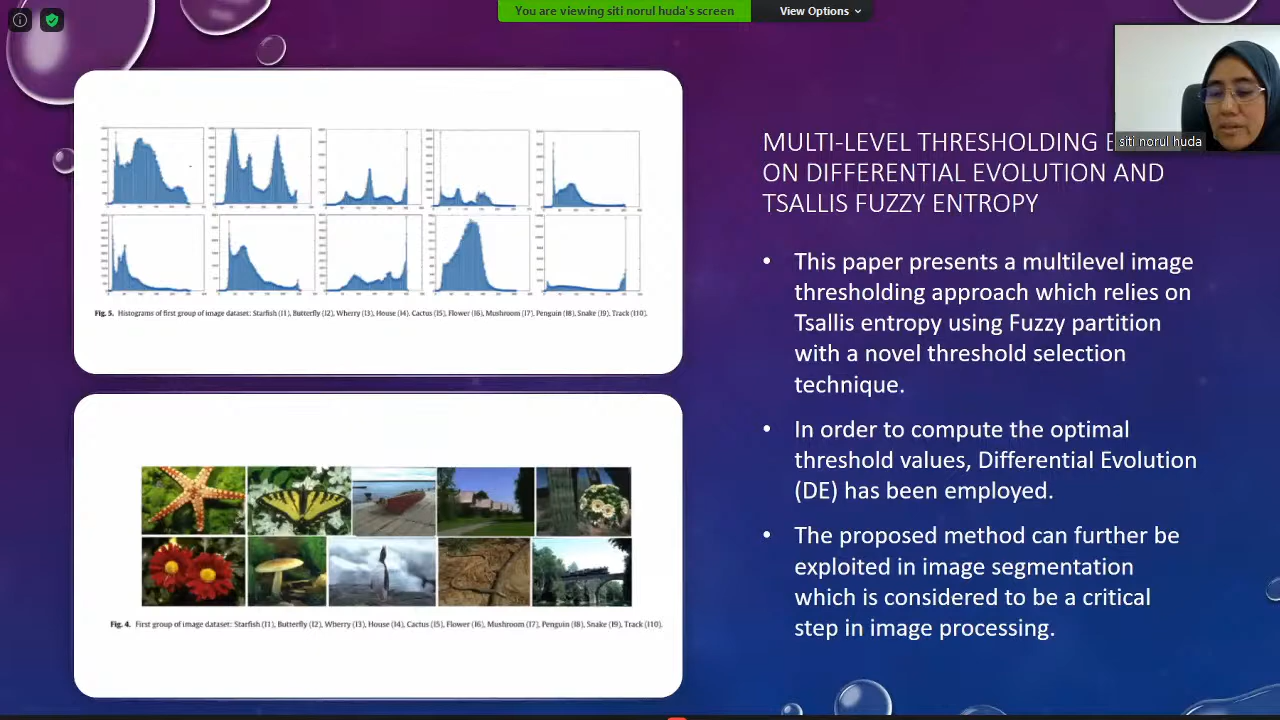 You are viewing siti norul huda's screen
View Options
siti norul huda
MULTI-LEVEL THRESHOLDING
ON DIFFERENTIAL EVOLUTION AND
TSALLIS FUZZY ENTROPY
• This paper presents a multilevel image
thresholding approach which relies on
Tsallis entropy using Fuzzy partition
with a novel threshold selection
technique.
• In order to compute the optimal
threshold values, Differential Evolution
(DE) has been employed.
• The proposed method can further be
exploited in image segmentation
which is considered to be a critical
step in image processing.
Fig. 5. Histograms of first group of image dataset: Starfish (I1), Butterfly (I2), Wherry (I3), House (I4), Cactus (I5), Flower (I6), Mushroom (I7), Penguin (I8), Snake (I9), Track (I10).
Fig. 4. First group of image dataset: Starfish (I1), Butterfly (I2), Wherry (I3), House (I4), Cactus (I5), Flower (I6), Mushroom (I7), Penguin (I8), Snake (I9), Track (I10).